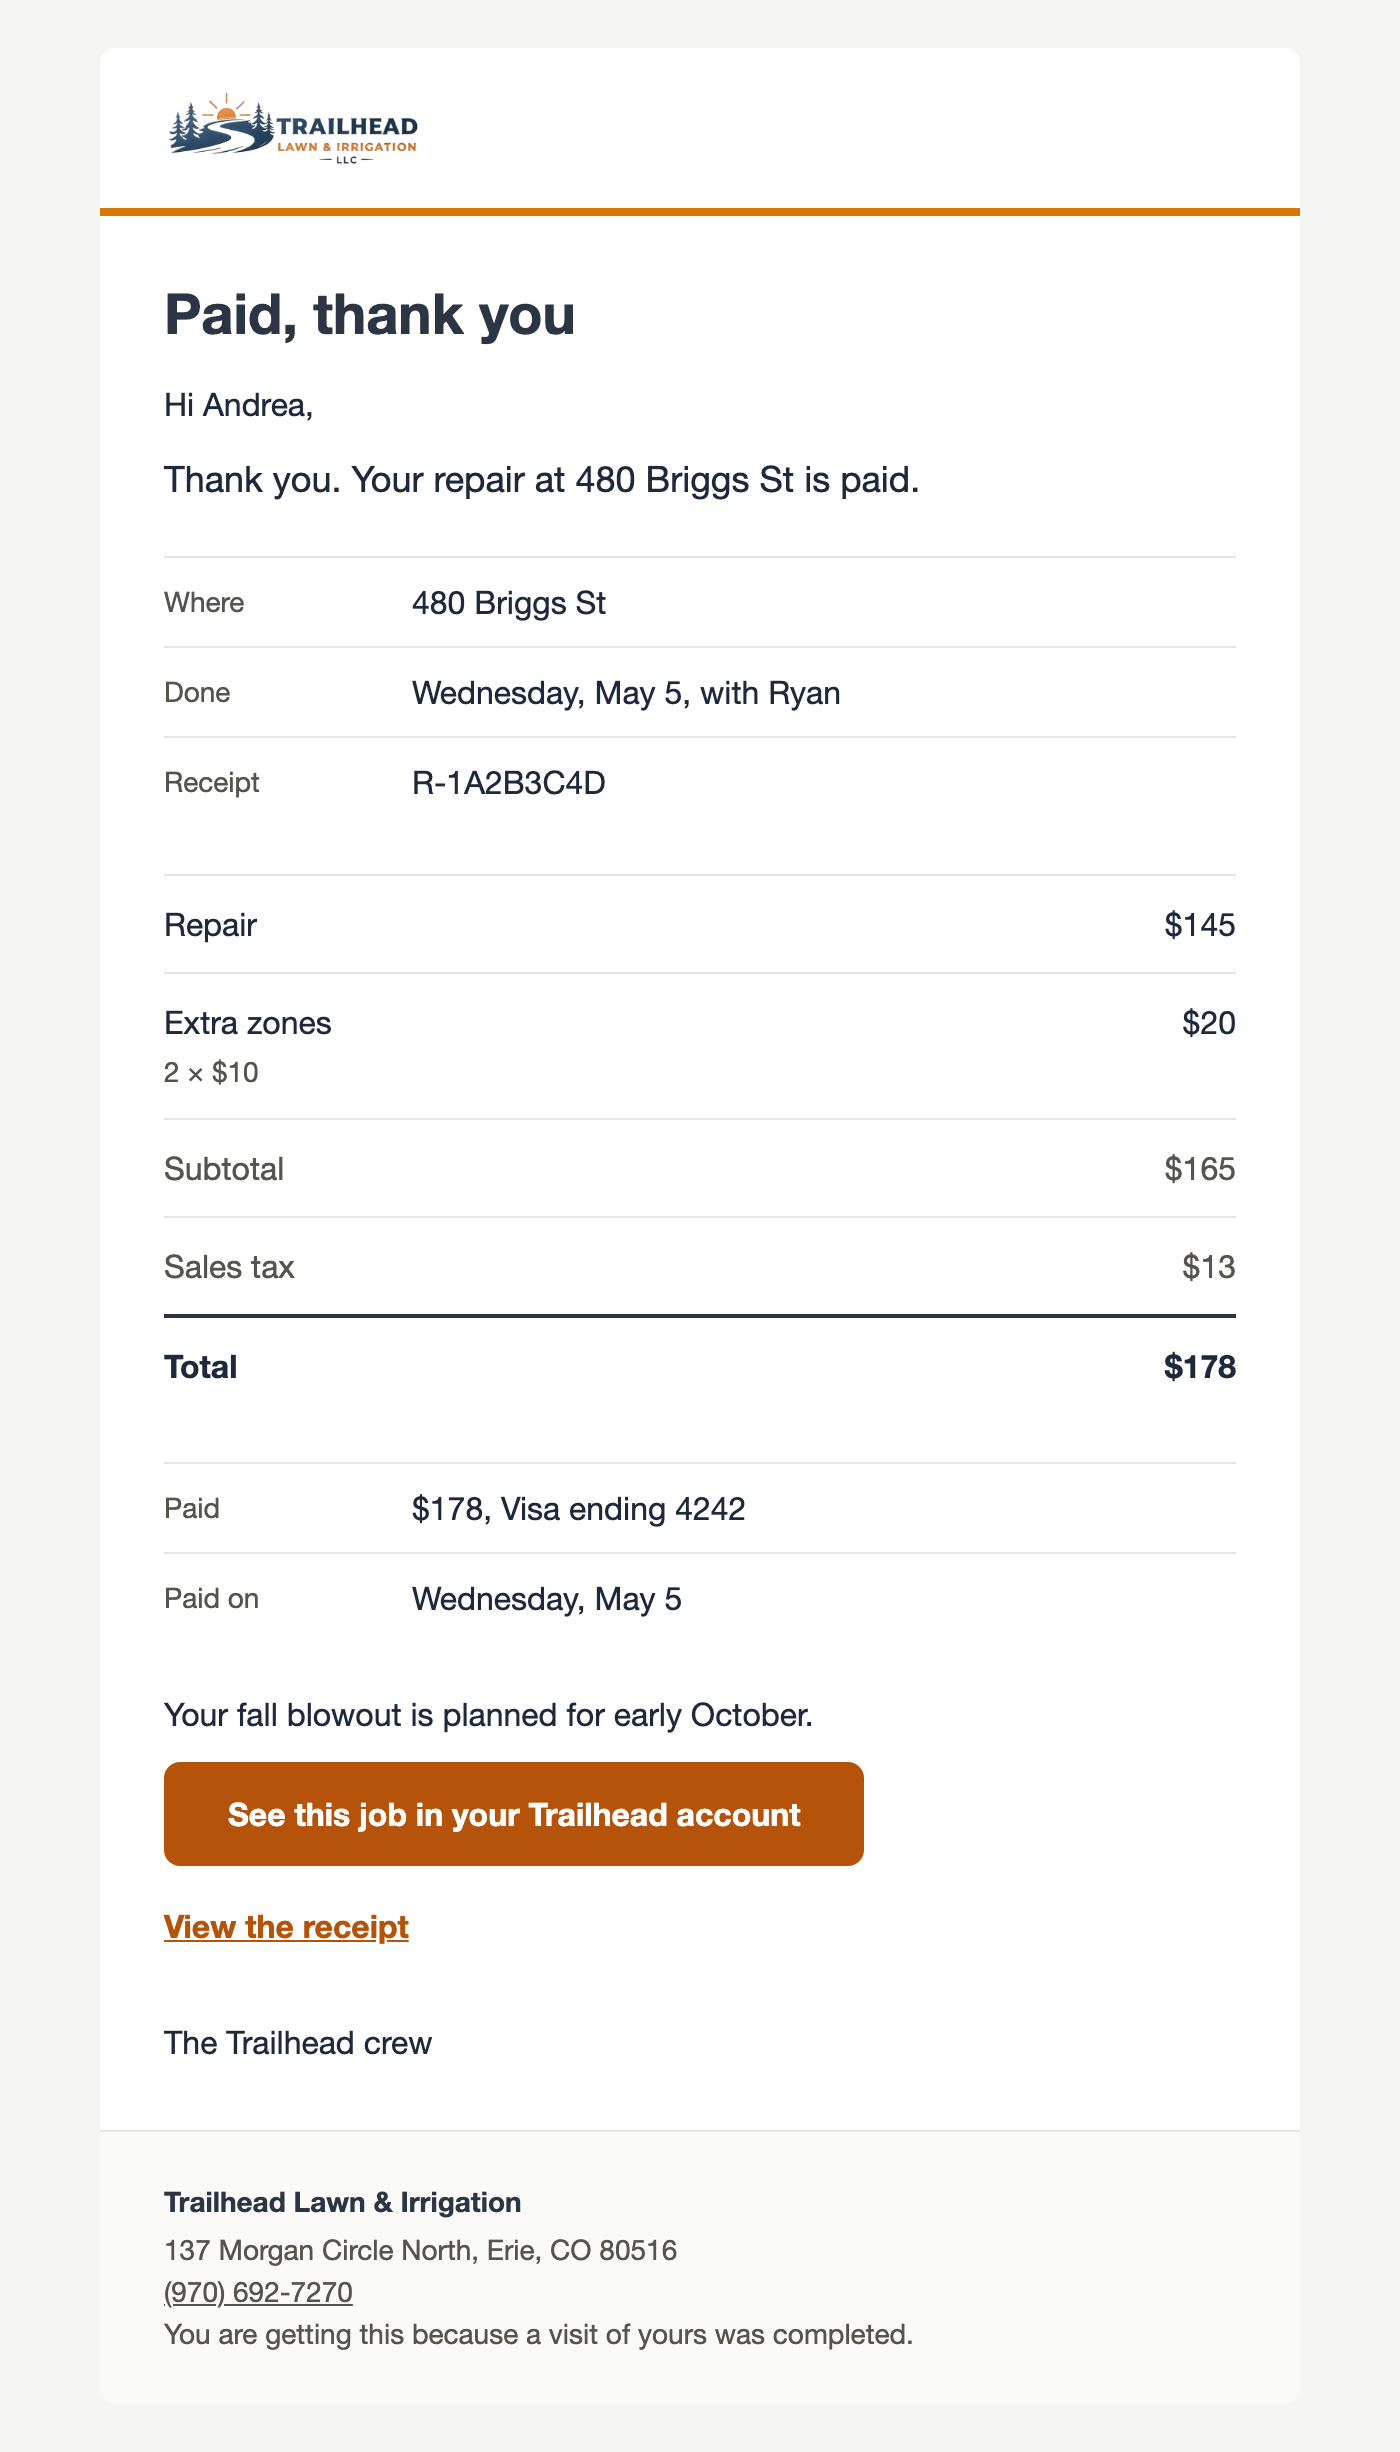 TRAILHEAD
LAWN & IRRIGATION
LLC
Paid, thank you
Hi Andrea,
Thank you. Your repair at 480 Briggs St is paid.
Where 480 Briggs St
Done Wednesday, May 5, with Ryan
Receipt R-1A2B3C4D
Repair $145
Extra zones $20
2 × $10
Subtotal $165
Sales tax $13
Total $178
Paid $178, Visa ending 4242
Paid on Wednesday, May 5
Your fall blowout is planned for early October.
See this job in your Trailhead account
View the receipt
The Trailhead crew
Trailhead Lawn & Irrigation
137 Morgan Circle North, Erie, CO 80516
(970) 692-7270
You are getting this because a visit of yours was completed.